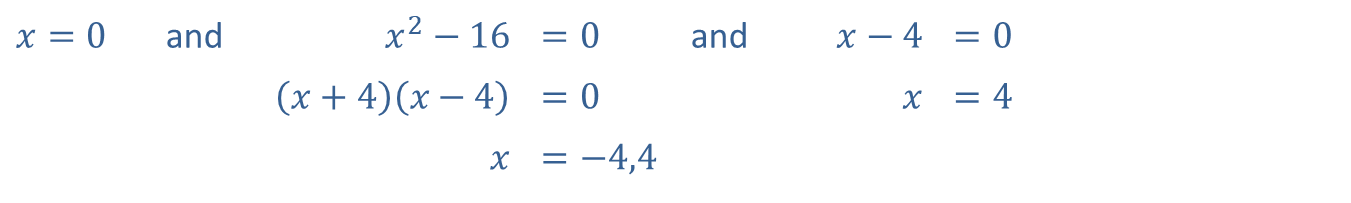 x = 0 and x² − 16 = 0 and x − 4 = 0
(x + 4)(x − 4) = 0 x = 4
x = −4,4